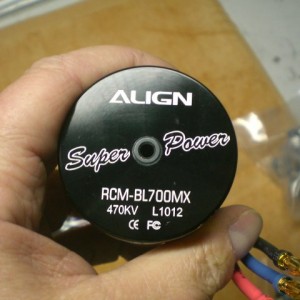 ALIGN
Super Power
RCM-BL700MX
470KV L1012
CE FC